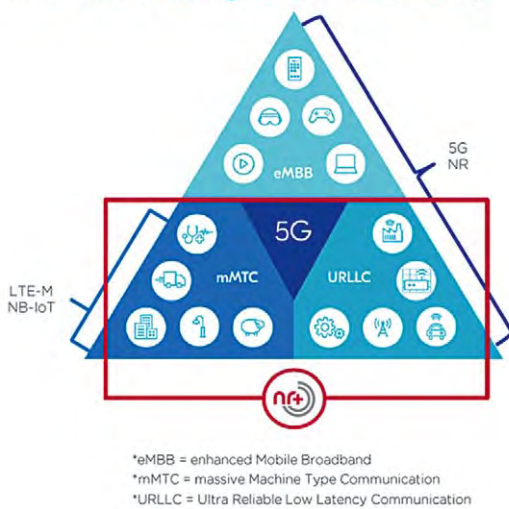 eMBB
5G
NR
5G
mMTC
URLLC
LTE-M
NB-IoT
nr+
*eMBB = enhanced Mobile Broadband
*mMTC = massive Machine Type Communication
*URLLC = Ultra Reliable Low Latency Communication